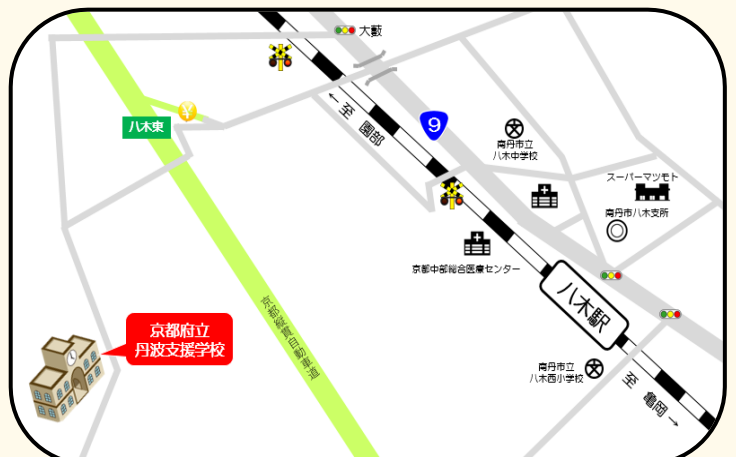 大藪
¥
八木東
←至 園部
9
南丹市立
八木中学校
スーパーマツモト
南丹市八木支所
京都中部総合医療センター
八木駅
京都縦貫自動車道
京都府立
丹波支援学校
南丹市立
八木西小学校
至 亀岡→